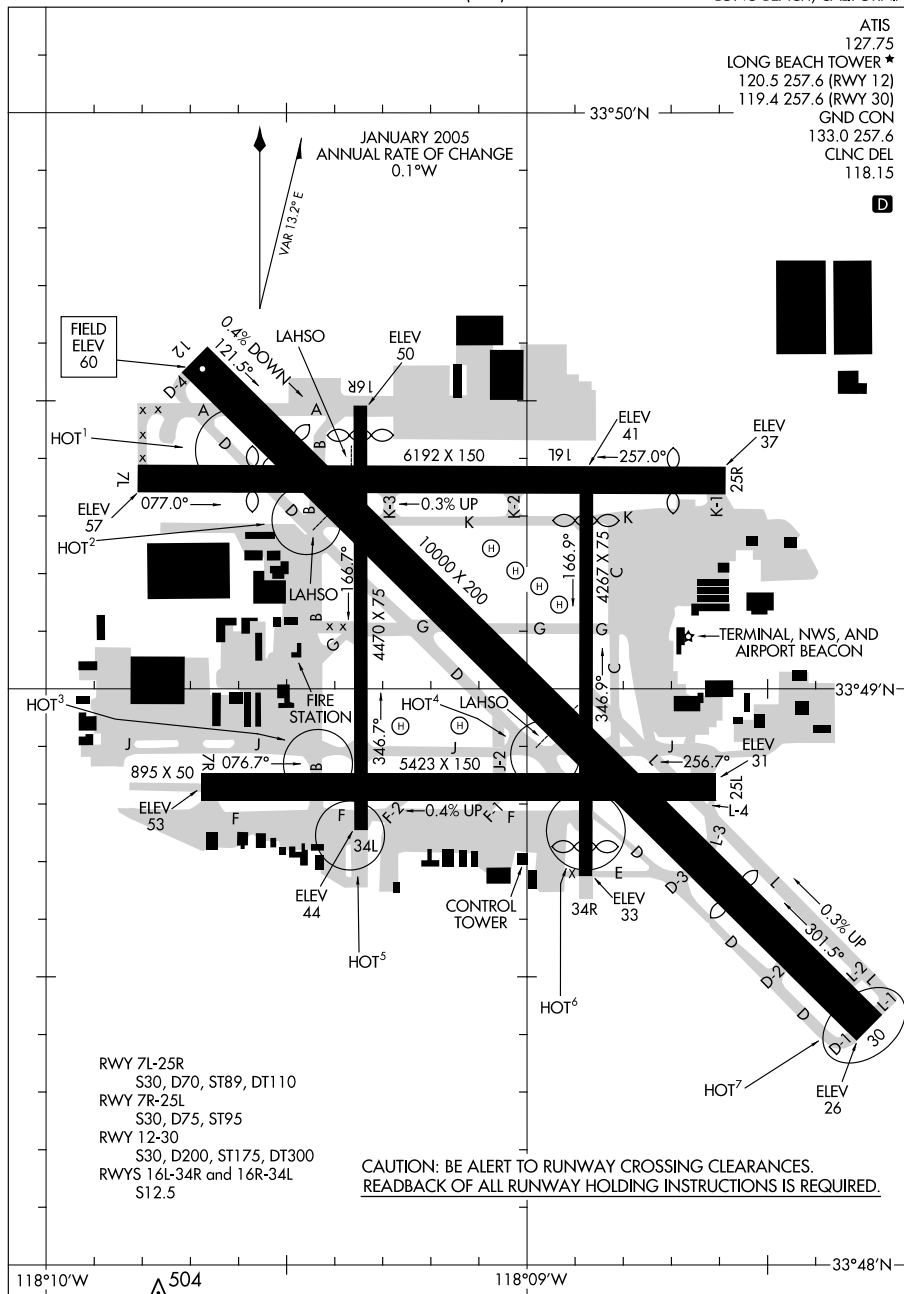 ATIS
127.75
LONG BEACH TOWER ★
120.5 257.6 (RWY 12)
119.4 257.6 (RWY 30)
GND CON
133.0 257.6
CLNC DEL
118.15
D
33°50'N
JANUARY 2005
ANNUAL RATE OF CHANGE
0.1°W
VAR 13.2° E
FIELD
ELEV
60
12
D-4
0.4% DOWN
121.5°
LAHSO
ELEV
50
16R
x x
A
A
HOT¹
D
B
x
x
ELEV
41
ELEV
37
6192 X 150
16L
257.0°
7L
25R
077.0°
K-3
0.3% UP
K-2
K-1
ELEV
57
HOT²
D
B
K
K
10000 X 200
H
H
H
H
166.7°
166.9°
4267 X 75
C
LAHSO
B
x x
G
G
G
G
4470 X 75
TERMINAL, NWS, AND
AIRPORT BEACON
C
D
346.9°
33°49'N
HOT³
FIRE
STATION
HOT⁴
LAHSO
346.7°
H
H
J
J
J
J
ELEV
31
7R
076.7°
B
J-2
L
256.7°
895 X 50
5423 X 150
25L
L-4
ELEV
53
F
F
F-2
0.4% UP
F-1
F
L-3
34L
D
L
ELEV
44
CONTROL
TOWER
x
E
34R
ELEV
33
D-3
0.3% UP
301.5°
HOT⁵
HOT⁶
D
D-2
L-2
L
L-1
D
D-1
30
HOT⁷
ELEV
26
RWY 7L-25R
S30, D70, ST89, DT110
RWY 7R-25L
S30, D75, ST95
RWY 12-30
S30, D200, ST175, DT300
RWYS 16L-34R and 16R-34L
S12.5
CAUTION: BE ALERT TO RUNWAY CROSSING CLEARANCES.
READBACK OF ALL RUNWAY HOLDING INSTRUCTIONS IS REQUIRED.
33°48'N
118°10'W
504
118°09'W